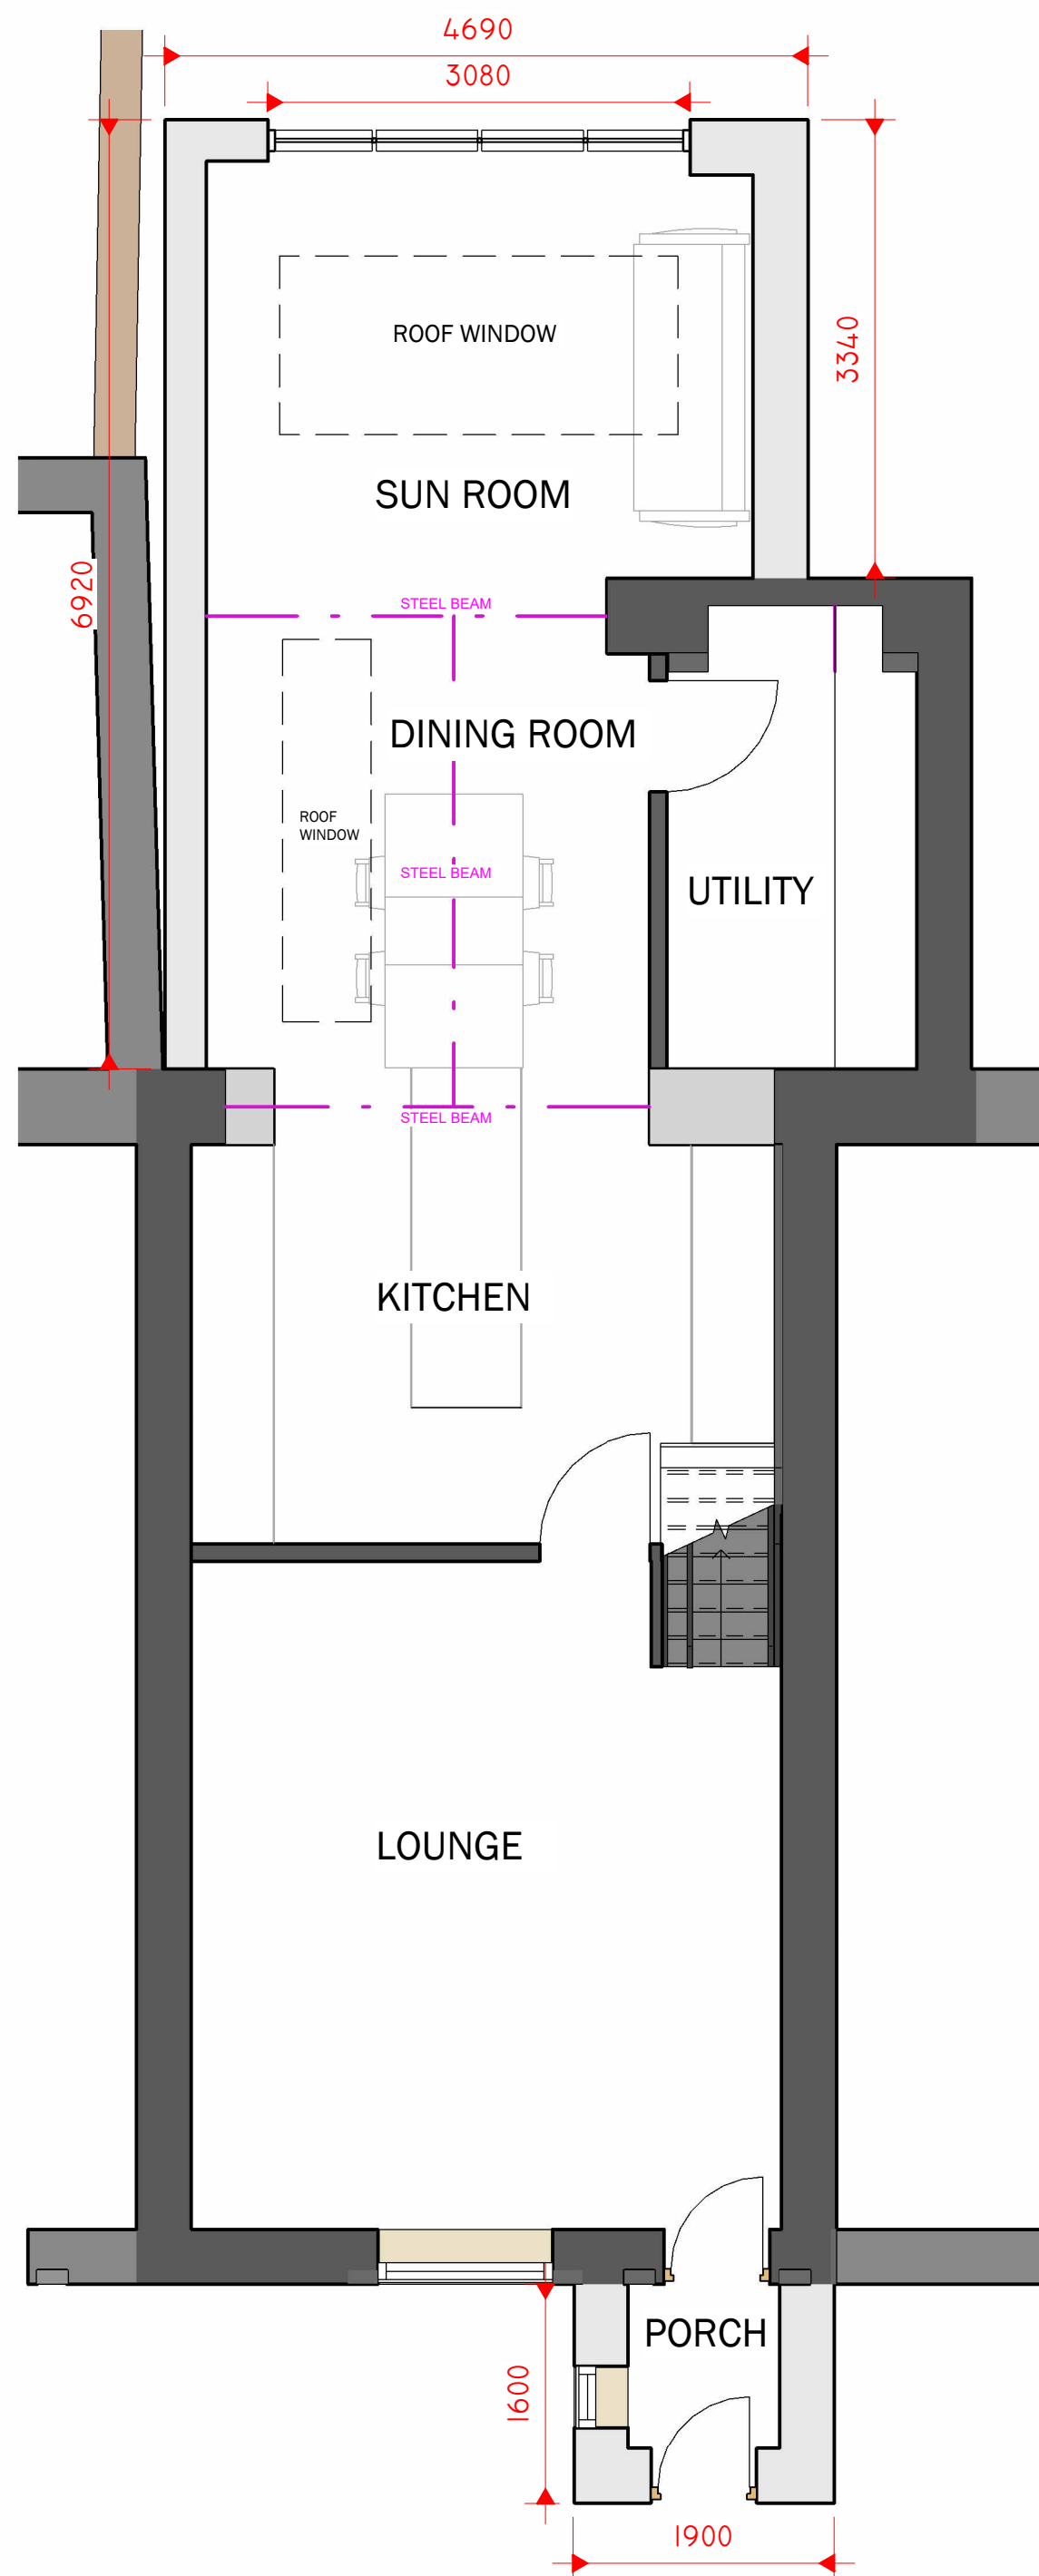 4690
3080
ROOF WINDOW
3340
SUN ROOM
6920
STEEL BEAM
DINING ROOM
ROOF
WINDOW
STEEL BEAM
UTILITY
STEEL BEAM
KITCHEN
LOUNGE
PORCH
1600
1900